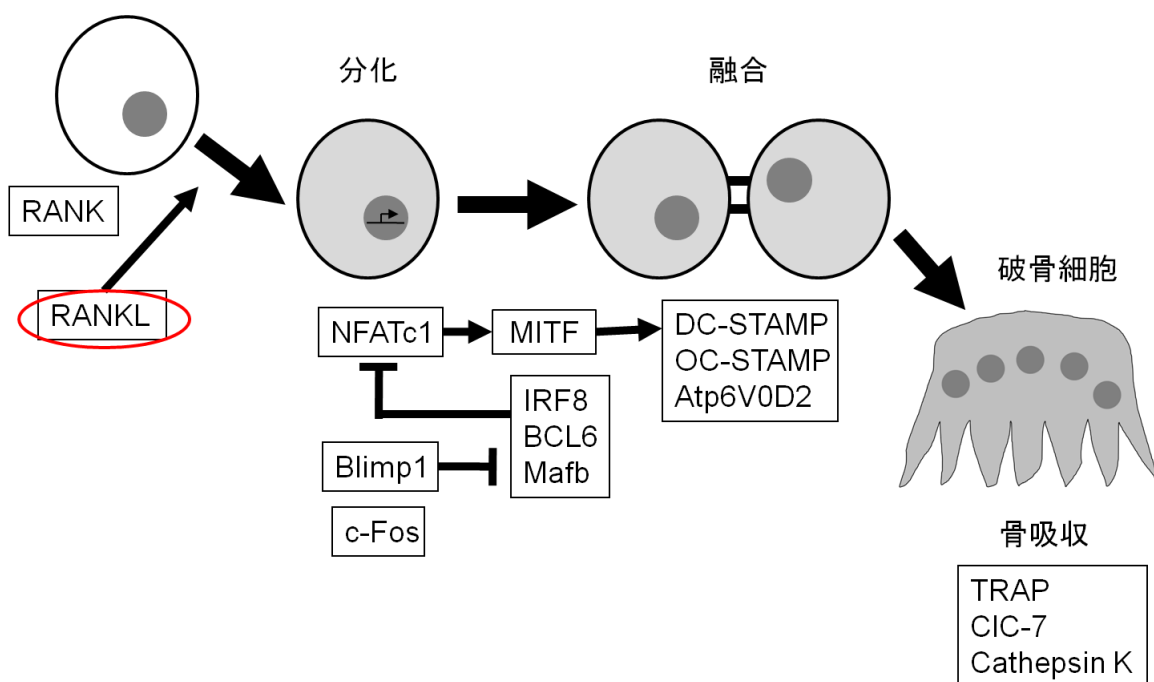 分化
融合
RANK
RANKL
破骨細胞
NFATc1
MITF
DC-STAMP
OC-STAMP
Atp6V0D2
IRF8
BCL6
Mafb
Blimp1
c-Fos
骨吸収
TRAP
ClC-7
Cathepsin K